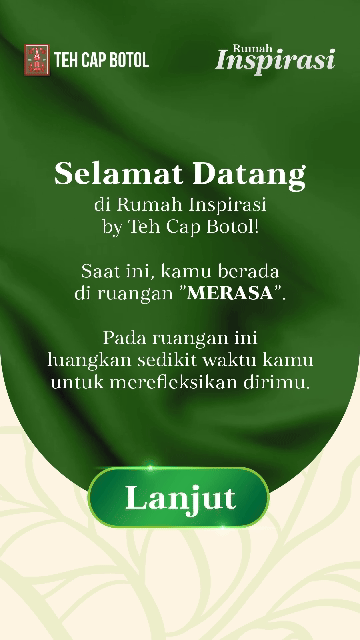 TEH CAP BOTOL
Rumah
Inspirasi
Selamat Datang
di Rumah Inspirasi
by Teh Cap Botol!
Saat ini, kamu berada
di ruangan "MERASA".
Pada ruangan ini
luangkan sedikit waktu kamu
untuk merefleksikan dirimu.
Lanjut